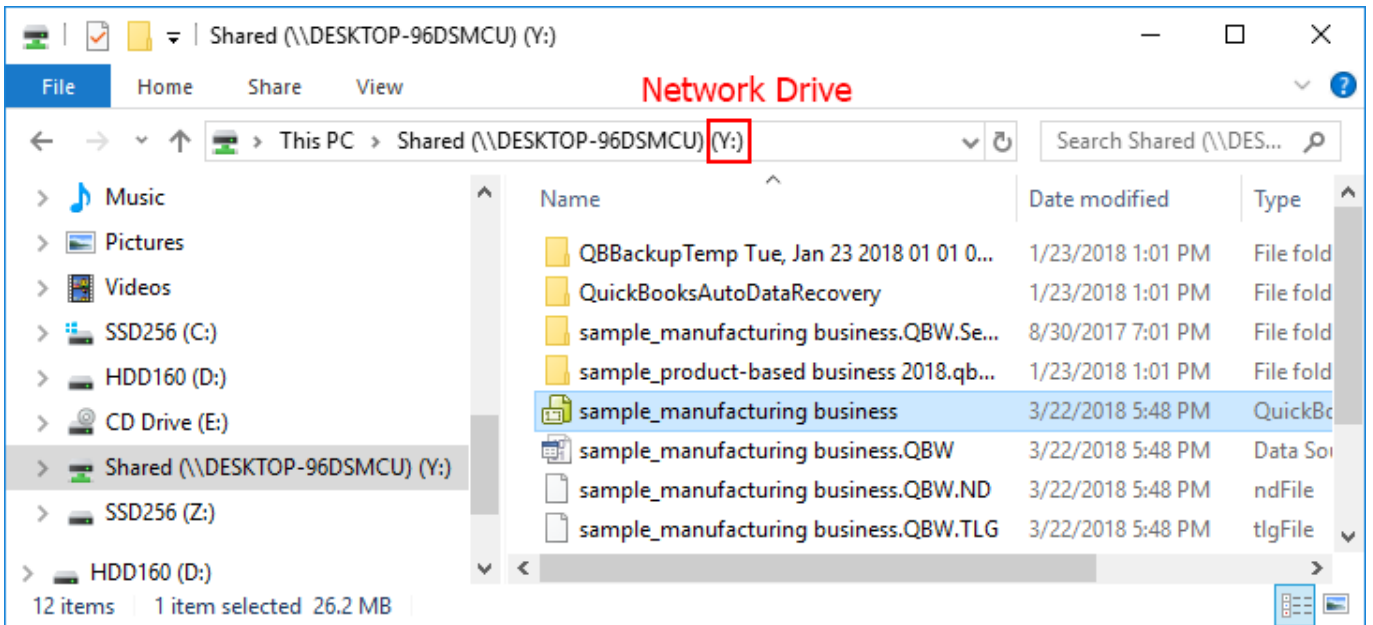 Shared (\\DESKTOP-96DSMCU) (Y:)
File Home Share View
Network Drive
This PC Shared (\\DESKTOP-96DSMCU) (Y:)
Search Shared (\\DES...
Music
Pictures
Videos
SSD256 (C:)
HDD160 (D:)
CD Drive (E:)
Shared (\\DESKTOP-96DSMCU) (Y:)
SSD256 (Z:)
HDD160 (D:)
Name Date modified Type
QBBackupTemp Tue, Jan 23 2018 01 01 0... 1/23/2018 1:01 PM File fold
QuickBooksAutoDataRecovery 1/23/2018 1:01 PM File fold
sample_manufacturing business.QBW.Se... 8/30/2017 7:01 PM File fold
sample_product-based business 2018.qb... 1/23/2018 1:01 PM File fold
sample_manufacturing business 3/22/2018 5:48 PM QuickBo
sample_manufacturing business.QBW 3/22/2018 5:48 PM Data Sou
sample_manufacturing business.QBW.ND 3/22/2018 5:48 PM ndFile
sample_manufacturing business.QBW.TLG 3/22/2018 5:48 PM tlgFile
12 items 1 item selected 26.2 MB